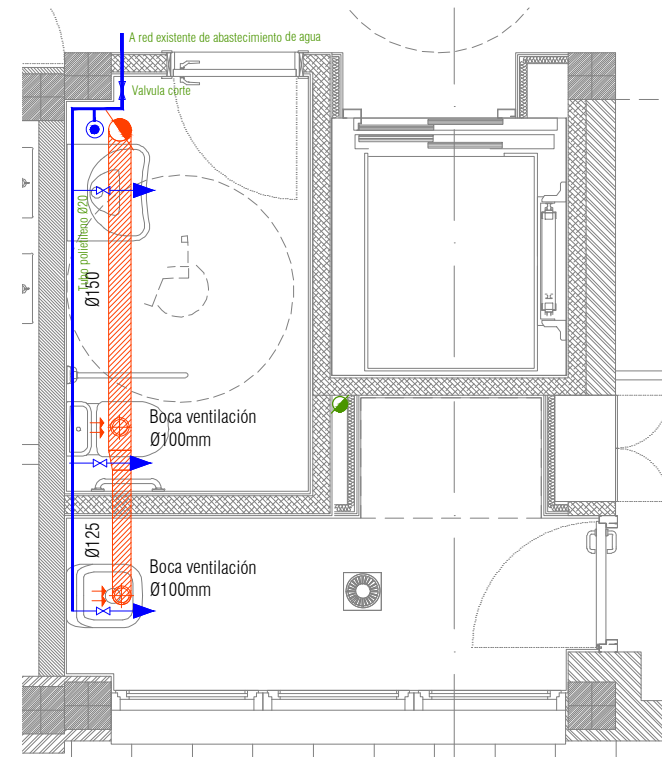 A red existente de abastecimiento de agua
Valvula corte
Tubo polietileno Ø20
Ø150
Boca ventilación
Ø100mm
Ø125
Boca ventilación
Ø100mm